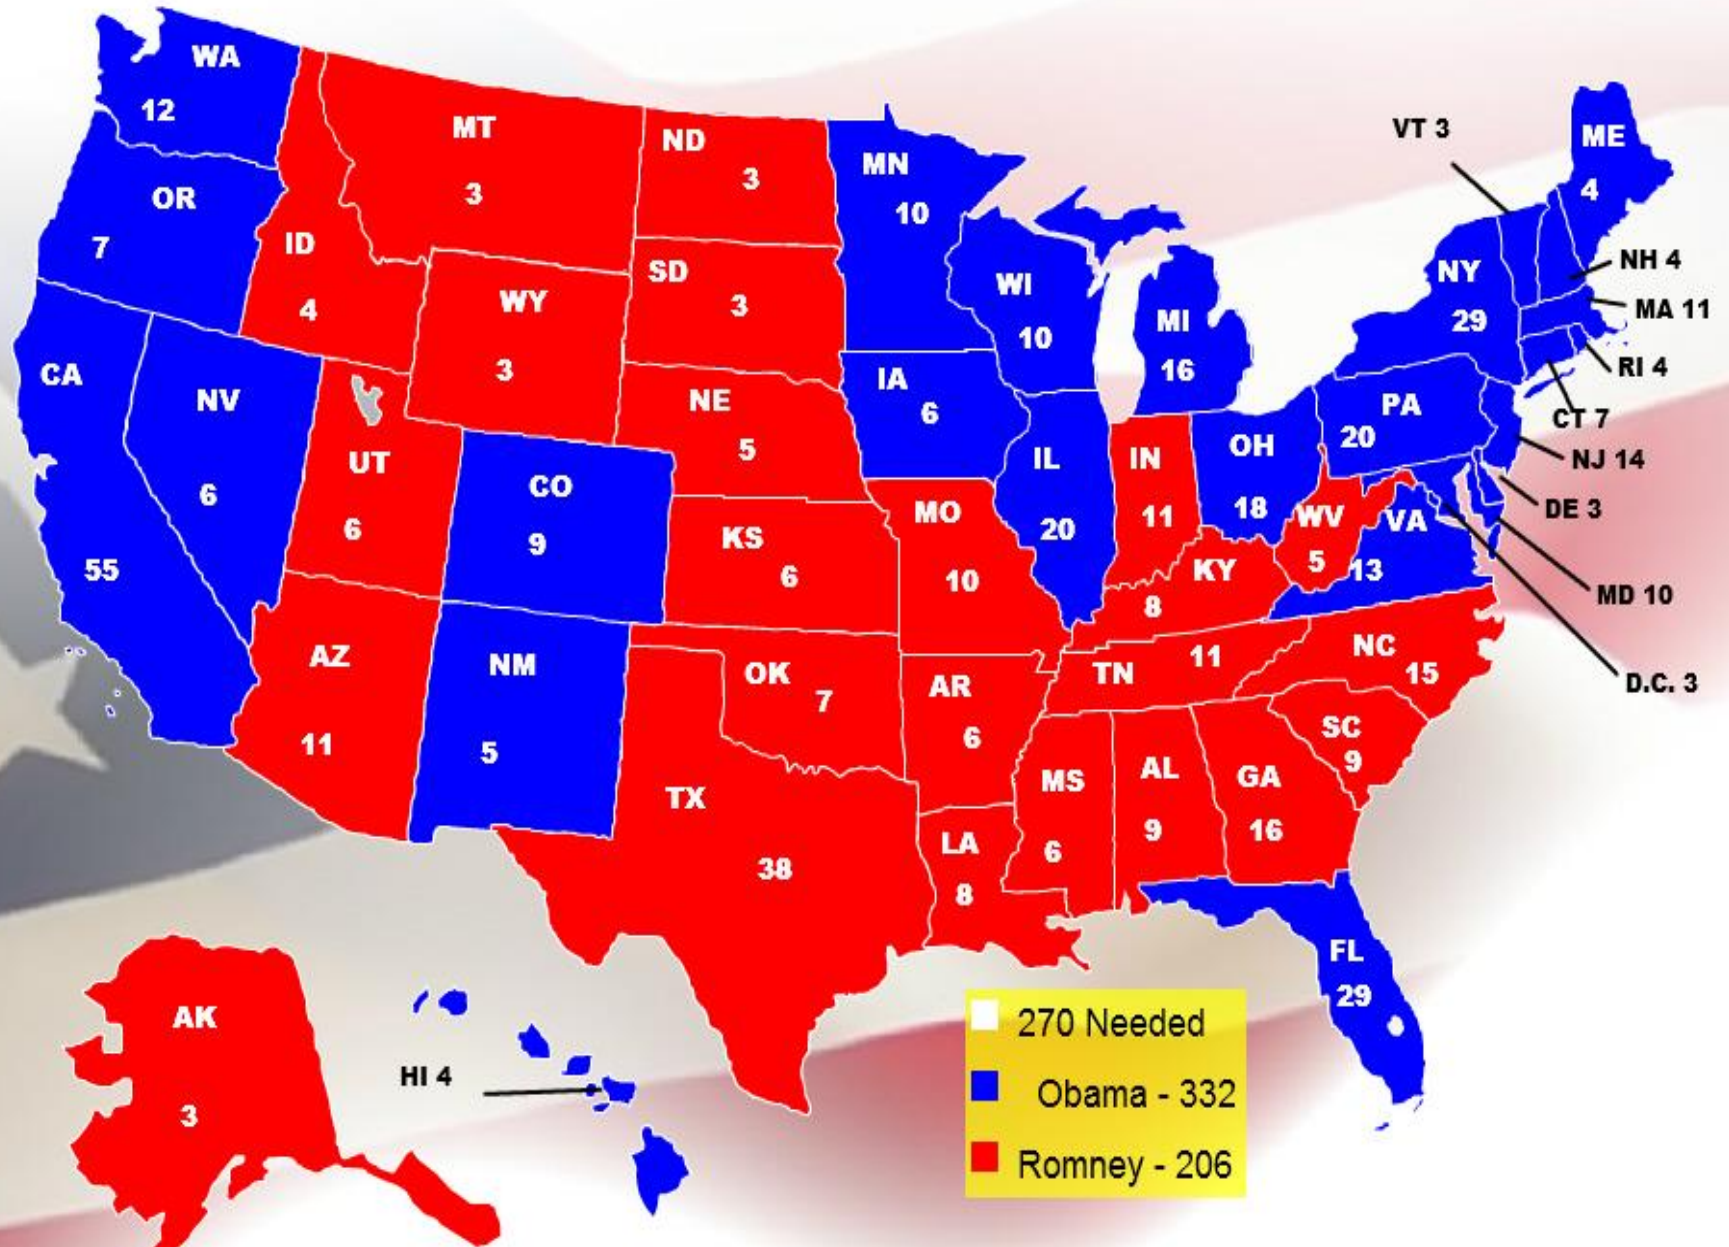 WA
12
OR
7
CA
55
NV
6
ID
4
MT
3
WY
3
UT
6
AZ
11
CO
9
NM
5
ND
3
SD
3
NE
5
KS
6
OK
7
TX
38
MN
10
IA
6
MO
10
AR
6
LA
8
WI
10
IL
20
MI
16
IN
11
OH
18
KY
8
TN 11
MS
6
AL
9
GA
16
FL
29
SC
9
NC
15
VA
13
WV
5
PA
20
NY
29
VT 3
ME
4
NH 4
MA 11
RI 4
CT 7
NJ 14
DE 3
MD 10
D.C. 3
AK
3
HI 4
270 Needed
Obama - 332
Romney - 206